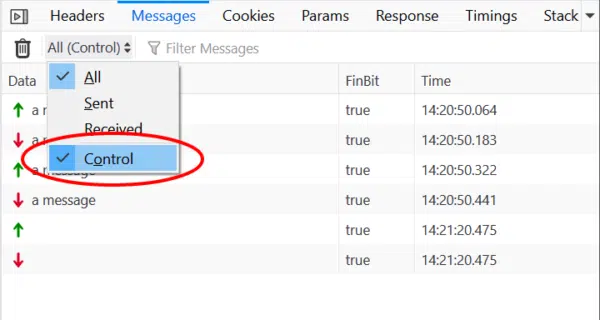 Headers Messages Cookies Params Response Timings Stack
All (Control) Filter Messages
Data FinBit Time
All
Sent
Received
Control
a m true 14:20:50.064
a true 14:20:50.183
a message true 14:20:50.322
a message true 14:20:50.441
true 14:21:20.475
true 14:21:20.475